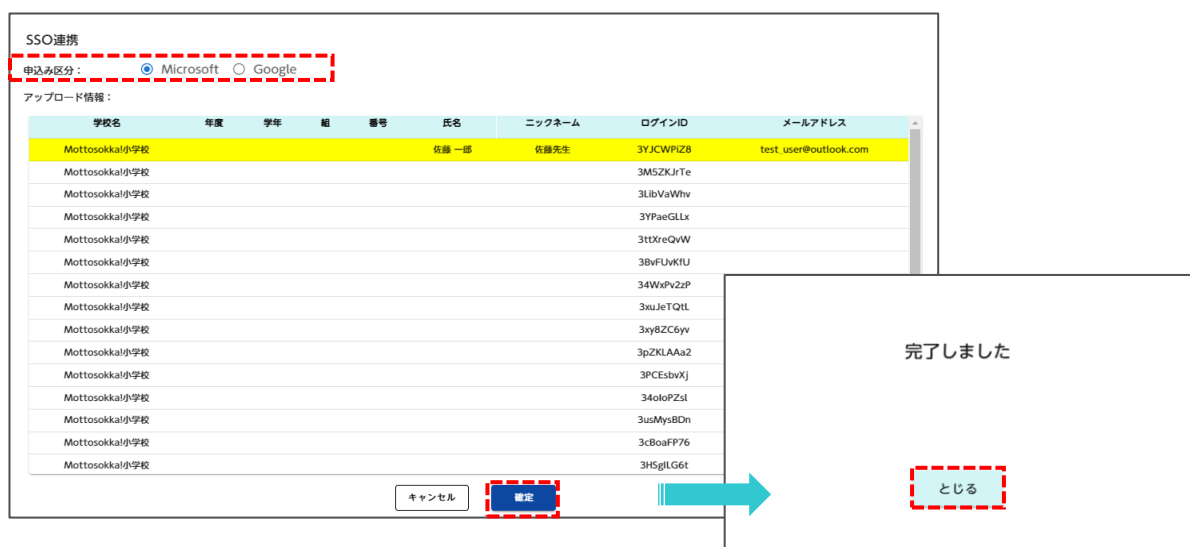 SSO連携
申込み区分： Microsoft Google
アップロード情報：
学校名 年度 学年 組 番号 氏名 ニックネーム ログインID メールアドレス
Mottosokka!小学校 佐藤 一郎 佐藤先生 3YJCWPiZ8 test_user@outlook.com
Mottosokka!小学校 3M5ZKJrTe
Mottosokka!小学校 3LibVaWhv
Mottosokka!小学校 3YPaeGLLx
Mottosokka!小学校 3ttXreQvW
Mottosokka!小学校 3BvFUvKfU
Mottosokka!小学校 34WxPv2zP
Mottosokka!小学校 3xuJeTQtL
Mottosokka!小学校 3xy8ZC6yv
Mottosokka!小学校 3pZKLAAa2
Mottosokka!小学校 3PCEsbvXj
Mottosokka!小学校 34oIoPZsl
Mottosokka!小学校 3usMysBDn
Mottosokka!小学校 3cBoaFP76
Mottosokka!小学校 3HSgILG6t
キャンセル 確定
完了しました
とじる